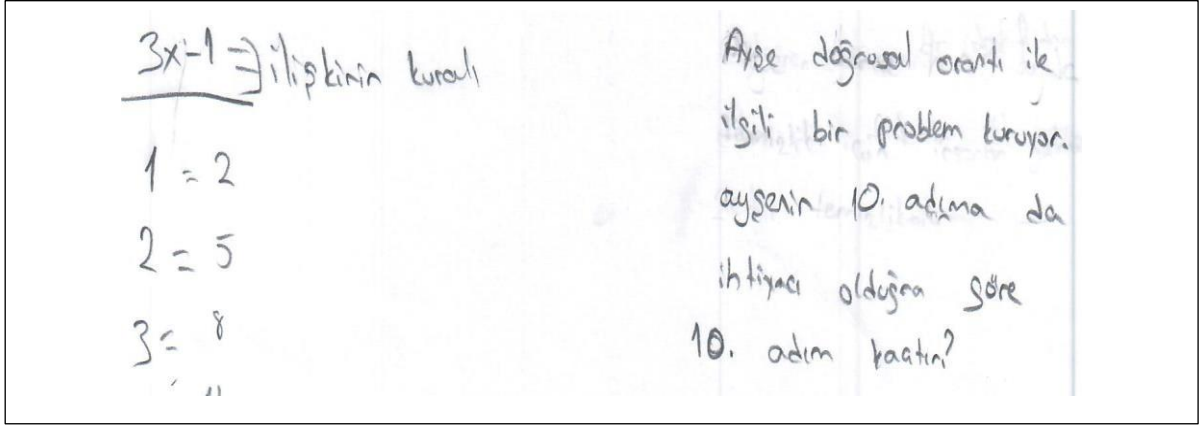 3x-1 => ilişkinin kuralı
1 = 2
2 = 5
3 = 8
Ayşe doğrusal orantı ile
ilgili bir problem kuruyor.
ayşenin 10. adıma da
ihtiyacı olduğna göre
10. adım kaçtır?